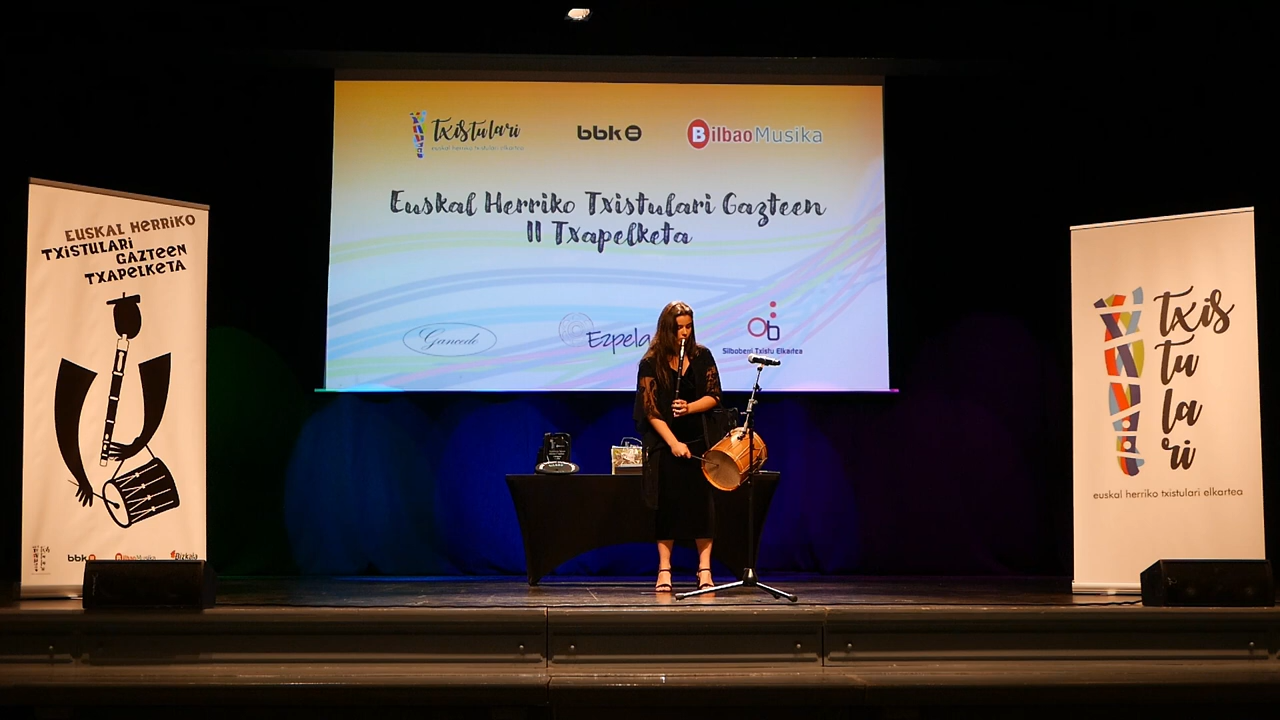 EUSKAL HERRIKO
TXISTULARI
GAZTEEN
TXAPELKETA
bbk
BilbaoMusika
Bizkaia
Txistulari
euskal herriko txistulari elkartea
bbk
BilbaoMusika
Euskal Herriko Txistulari Gazteen
II Txapelketa
Gancedo
Ezpela
Silboberri Txistu Elkartea
Txis
tu
la
ri
euskal herriko txistulari elkartea